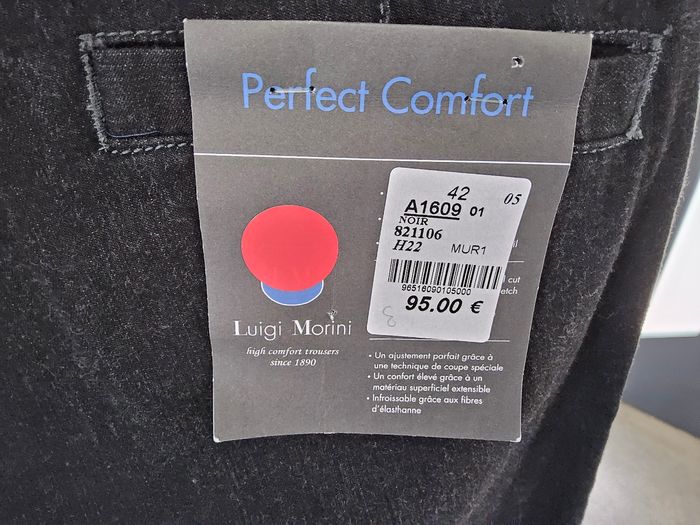 Perfect Comfort
42 05
A1609 01
NOIR
821106
H22 MUR1
96516090105000
95.00 €
cut
Luigi Morini
high comfort trousers
since 1890
• Un ajustement parfait grâce à
une technique de coupe spéciale
• Un confort élevé grâce à un
matériau superficiel extensible
• Infroissable grâce aux fibres
d'élasthanne